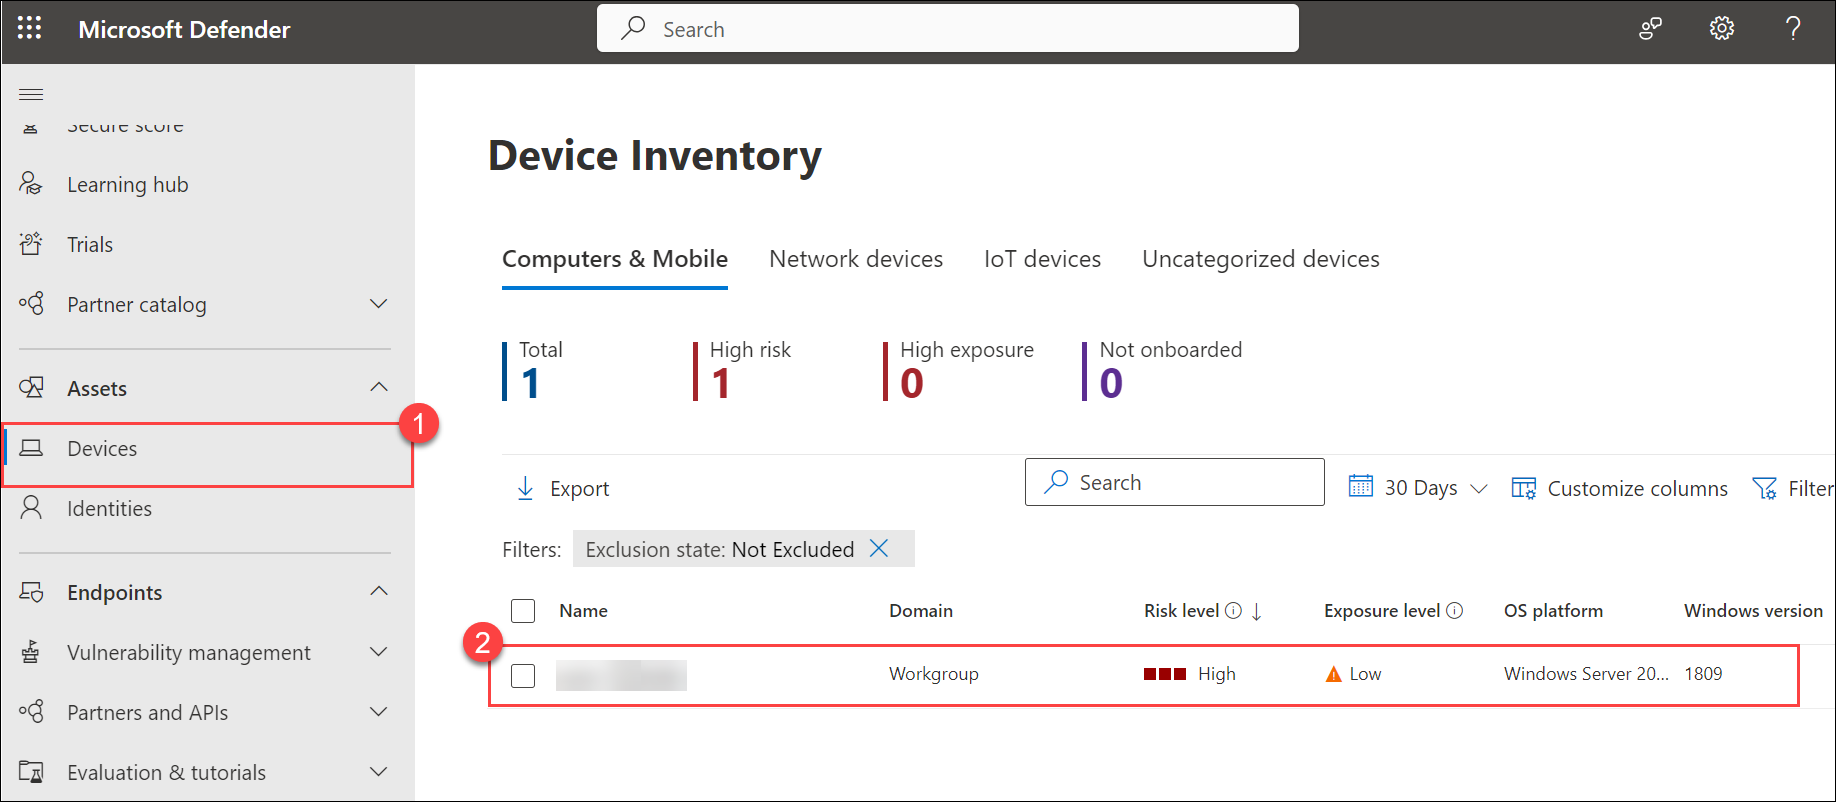 Microsoft Defender
Search
Secure score
Learning hub
Trials
Partner catalog
Assets
1
Devices
Identities
Endpoints
Vulnerability management
Partners and APIs
Evaluation & tutorials
Device Inventory
Computers & Mobile Network devices IoT devices Uncategorized devices
Total High risk High exposure Not onboarded
1 1 0 0
Export Search 30 Days Customize columns Filter
Filters: Exclusion state: Not Excluded
Name Domain Risk level Exposure level OS platform Windows version
2
Workgroup High Low Windows Server 20... 1809